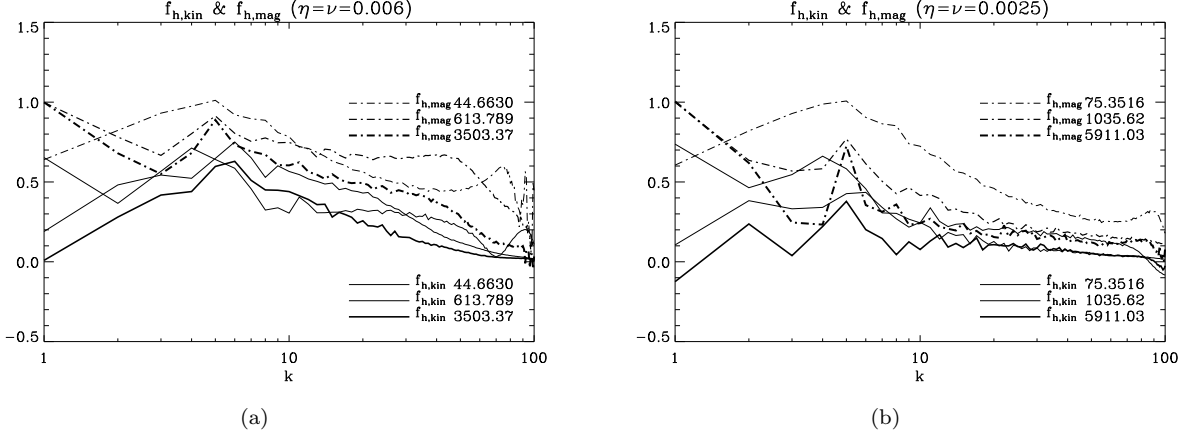 f_h,kin & f_h,mag (η=ν=0.006)
1.5
1.0
0.5
0.0
−0.5
f_h,mag 44.6630
f_h,mag 613.789
f_h,mag 3503.37
f_h,kin 44.6630
f_h,kin 613.789
f_h,kin 3503.37
1
10
100
k
(a)
f_h,kin & f_h,mag (η=ν=0.0025)
1.5
1.0
0.5
0.0
−0.5
f_h,mag 75.3516
f_h,mag 1035.62
f_h,mag 5911.03
f_h,kin 75.3516
f_h,kin 1035.62
f_h,kin 5911.03
1
10
100
k
(b)